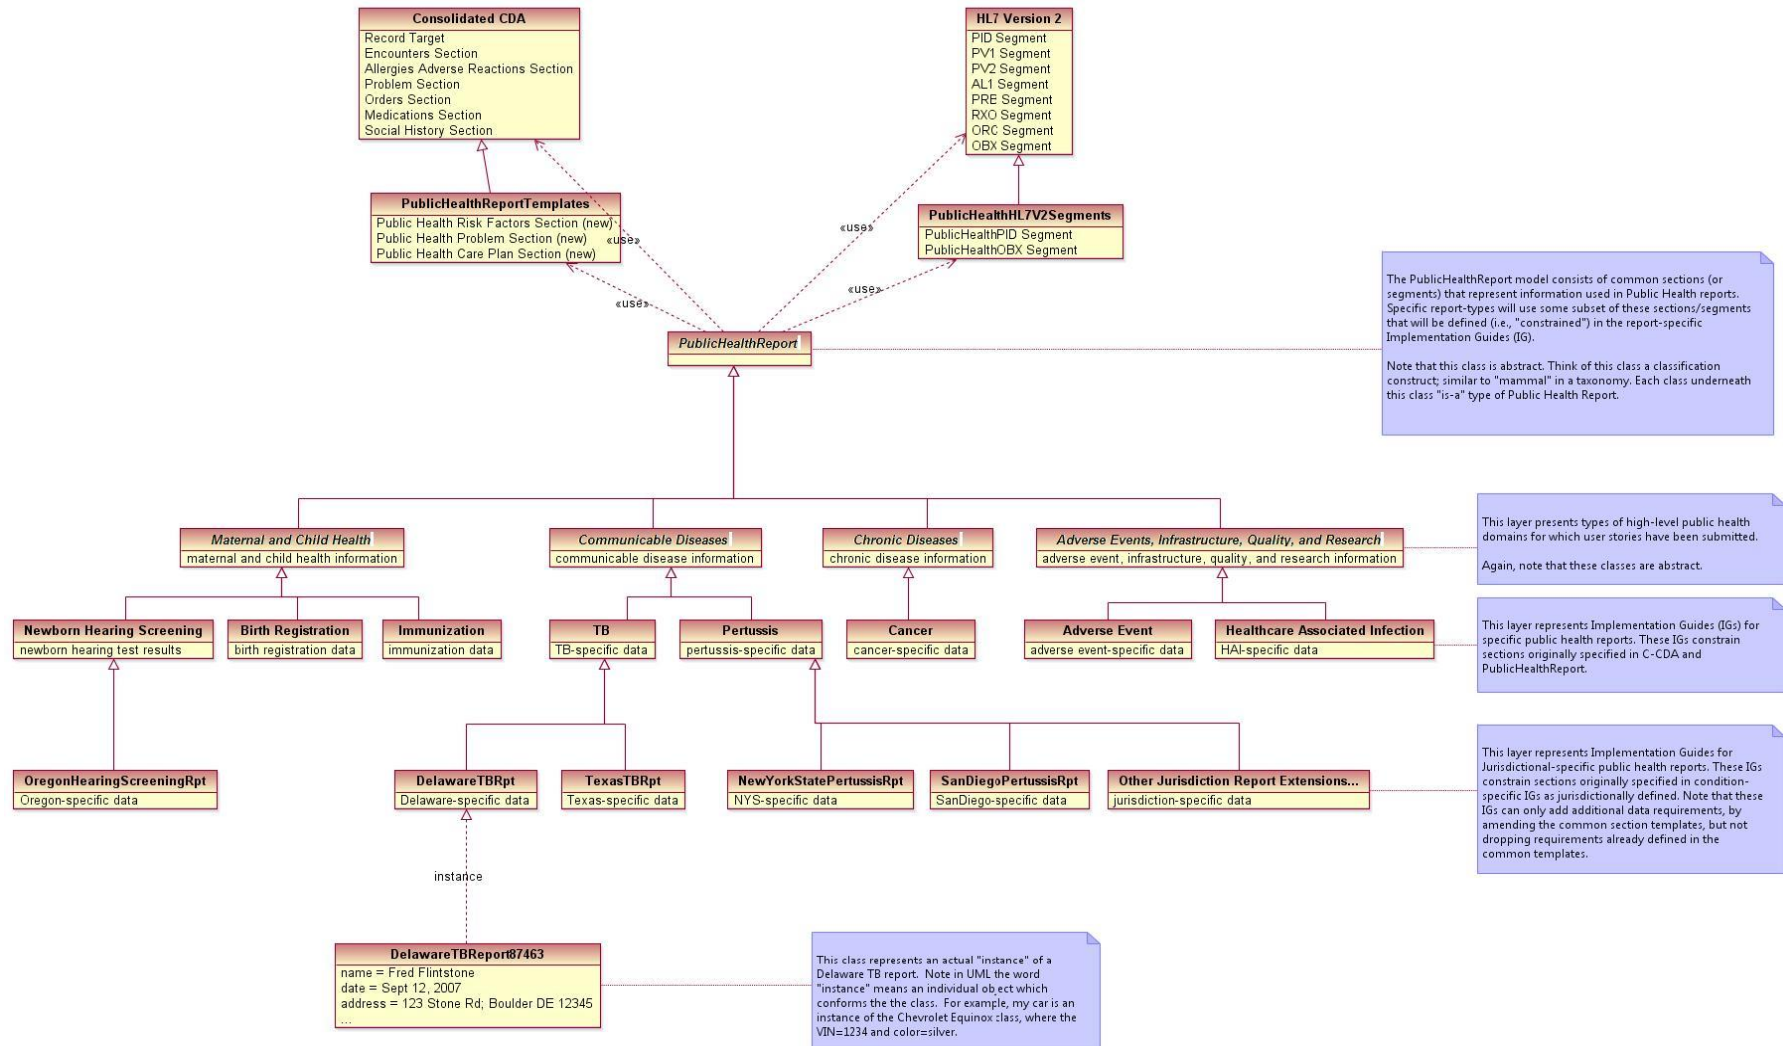 Consolidated CDA
Record Target
Encounters Section
Allergies Adverse Reactions Section
Problem Section
Orders Section
Medications Section
Social History Section
HL7 Version 2
PID Segment
PV1 Segment
PV2 Segment
AL1 Segment
PRB Segment
RXO Segment
ORC Segment
OBX Segment
PublicHealthReportTemplates
Public Health Risk Factors Section (new)
Public Health Problem Section (new)
Public Health Care Plan Section (new)
«use»
«use»
PublicHealthHL7V2Segments
PublicHealthPID Segment
PublicHealthOBX Segment
«use»
«use»
PublicHealthReport
The PublicHealthReport model consists of common sections (or
segments) that represent information used in Public Health reports.
Specific report-types will use some subset of these sections/segments
that will be defined (i.e., "constrained") in the report-specific
Implementation Guides (IG).
Note that this class is abstract. Think of this class a classification
construct; similar to "mammal" in a taxonomy. Each class underneath
this class "is-a" type of Public Health Report.
Maternal and Child Health
maternal and child health information
Communicable Diseases
communicable disease information
Chronic Diseases
chronic disease information
Adverse Events, Infrastructure, Quality, and Research
adverse event, infrastructure, quality, and research information
This layer presents types of high-level public health
domains for which user stories have been submitted.
Again, note that these classes are abstract.
Newborn Hearing Screening
newborn hearing test results
Birth Registration
birth registration data
Immunization
immunization data
TB
TB-specific data
Pertussis
pertussis-specific data
Cancer
cancer-specific data
Adverse Event
adverse event-specific data
Healthcare Associated Infection
HAI-specific data
This layer represents Implementation Guides (IGs) for
specific public health reports. These IGs constrain
sections originally specified in C-CDA and
PublicHealthReport.
OregonHearingScreeningRpt
Oregon-specific data
DelawareTBRpt
Delaware-specific data
TexasTBRpt
Texas-specific data
NewYorkStatePertussisRpt
NYS-specific data
SanDiegoPertussisRpt
SanDiego-specific data
Other Jurisdiction Report Extensions...
jurisdiction-specific data
This layer represents Implementation Guides for
Jurisdictional-specific public health reports. These IGs
constrain sections originally specified in condition-
specific IGs as jurisdictionally defined. Note that these
IGs can only add additional data requirements, by
amending the common section templates, but not
dropping requirements already defined in the
common templates.
instance
DelawareTBReport87463
name = Fred Flintstone
date = Sept 12, 2007
address = 123 Stone Rd; Boulder DE 12345
...
This class represents an actual "instance" of a
Delaware TB report. Note in UML the word
"instance" means an individual object which
conforms the the class. For example, my car is an
instance of the Chevrolet Equinox class, where the
VIN=1234 and color=silver.